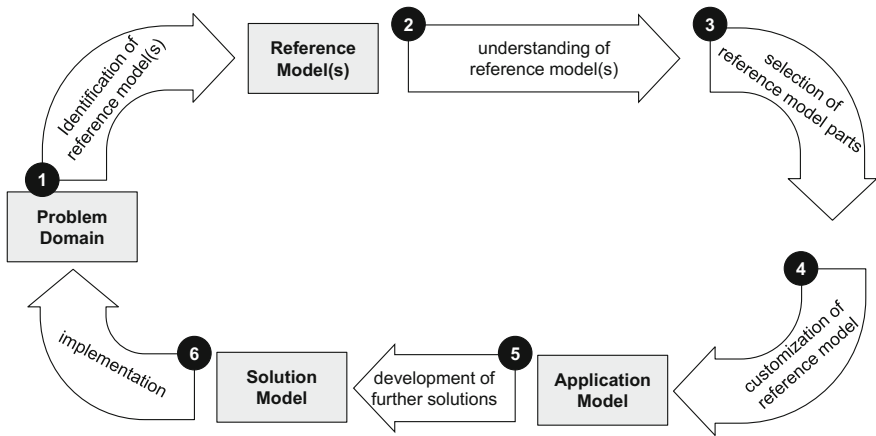 1
Identification of
reference model(s)
Reference
Model(s)
2
understanding of
reference model(s)
3
selection of
reference model parts
4
customization of
reference model
Application
Model
5
development of
further solutions
Solution
Model
6
implementation
Problem
Domain